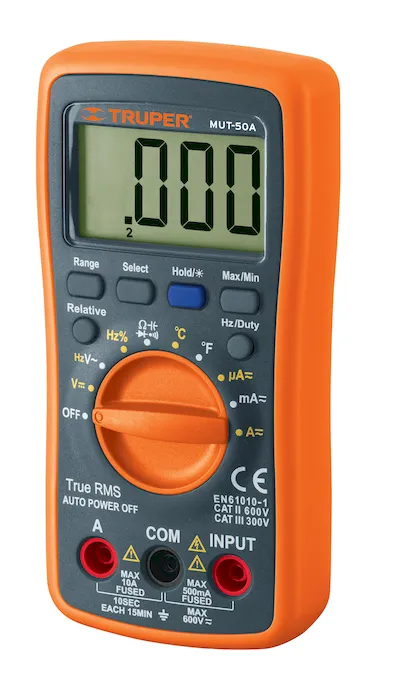 TRUPER
MUT-50A
.000
2
Range Select Hold/☀ Max/Min
Relative Hz/Duty
Hz% Ω °C °F
HzV~ µA≂
V≂ mA≂
OFF A≂
True RMS
AUTO POWER OFF
CE
EN61010-1
CAT II 600V
CAT III 300V
A COM INPUT
MAX
10A
FUSED
10SEC
EACH 15MIN
MAX
500mA
FUSED
MAX
600V≂